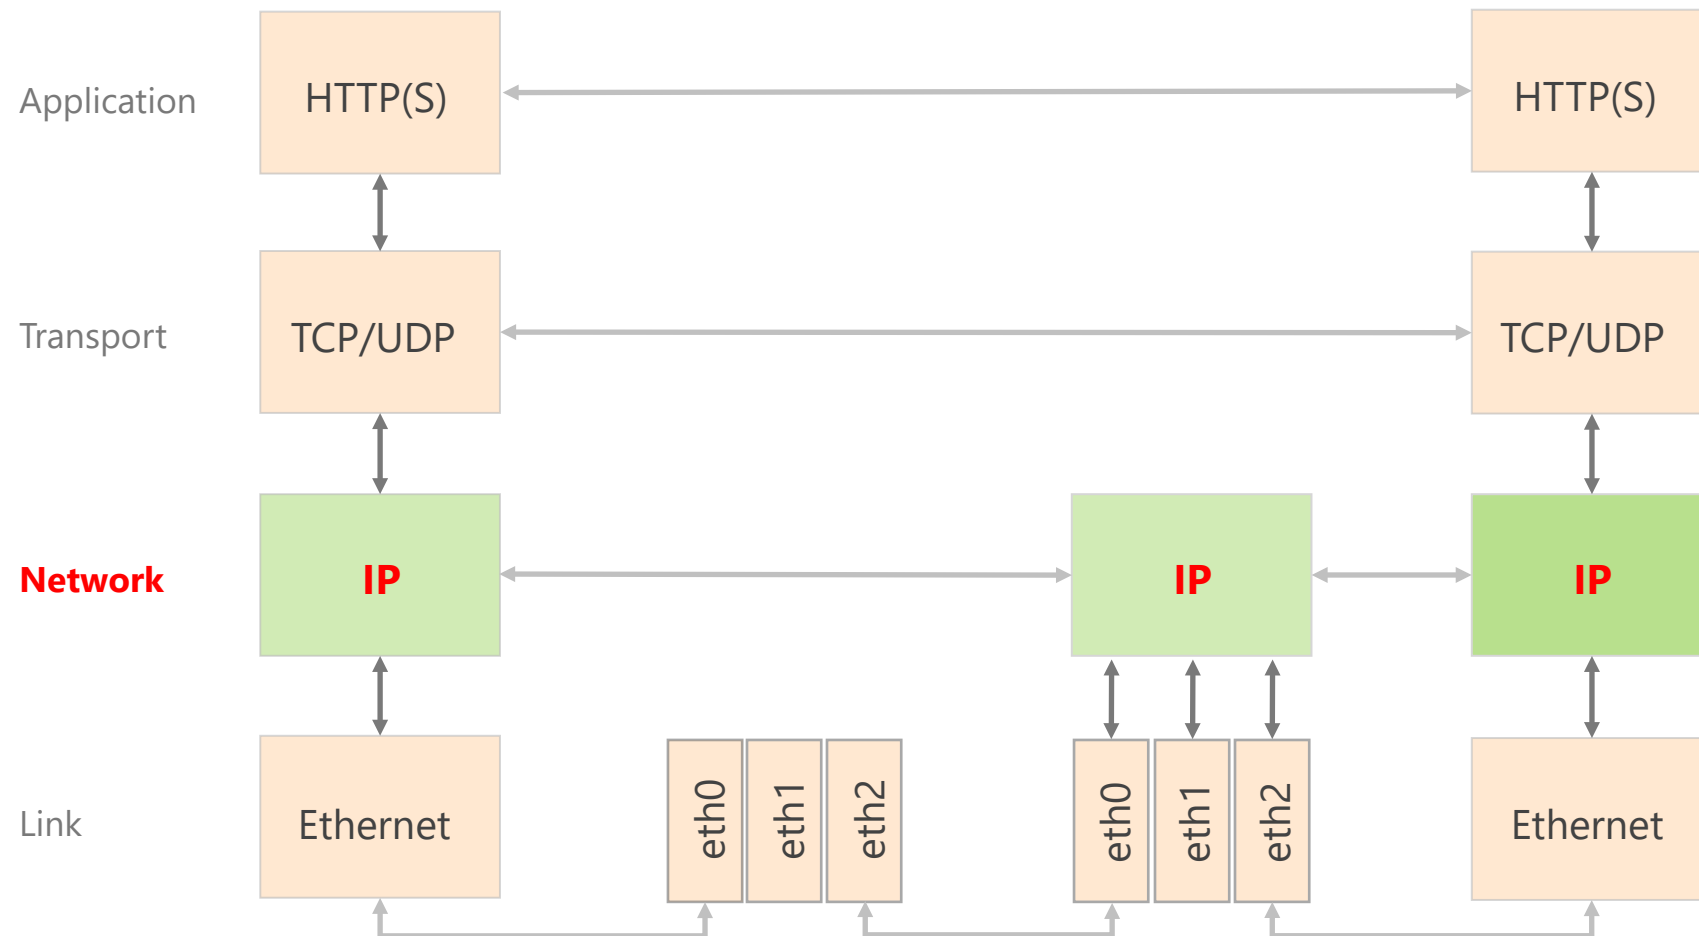 Application
HTTP(S)
HTTP(S)
Transport
TCP/UDP
TCP/UDP
Network
IP
IP
IP
Link
Ethernet
eth0
eth1
eth2
eth0
eth1
eth2
Ethernet